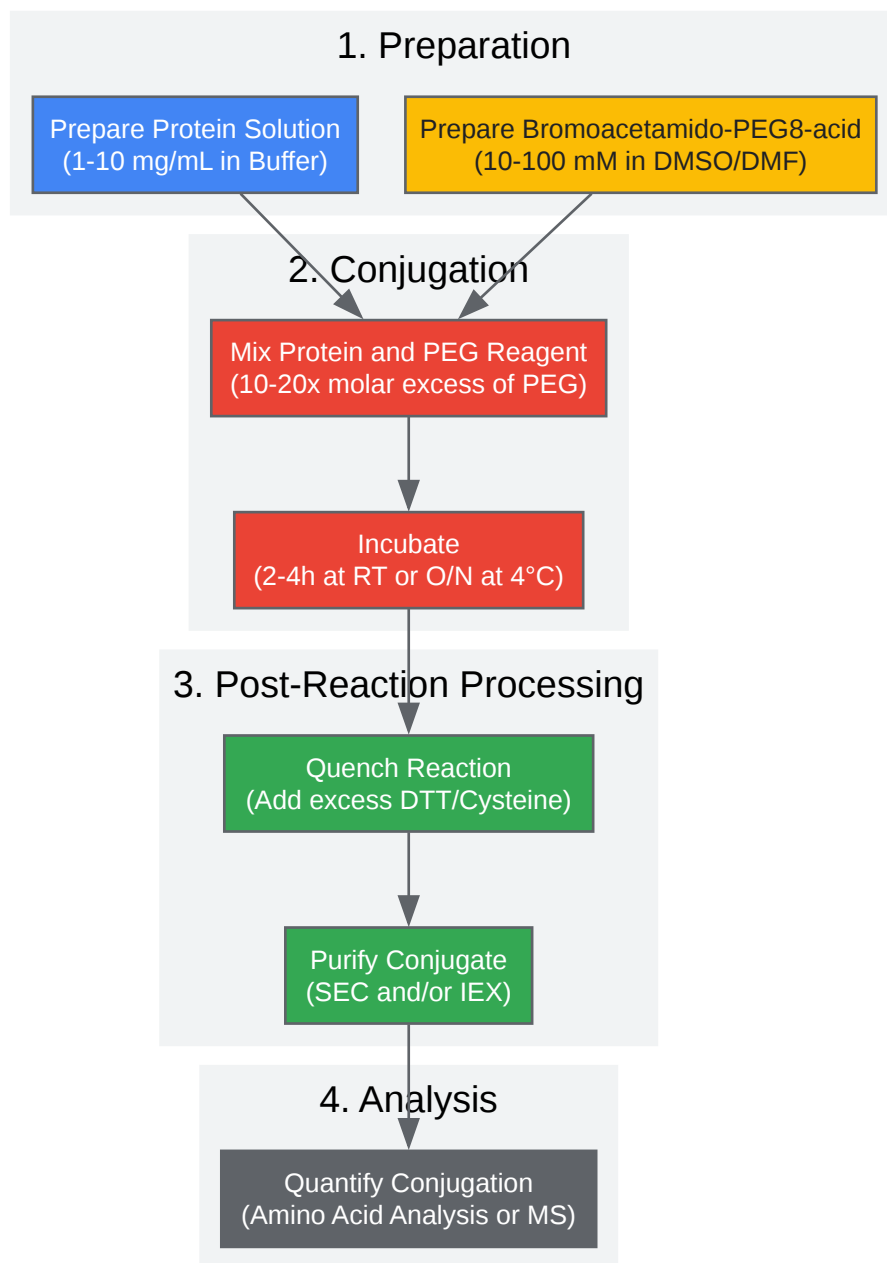 1. Preparation
Prepare Protein Solution
(1-10 mg/mL in Buffer)
Prepare Bromoacetamido-PEG8-acid
(10-100 mM in DMSO/DMF)
2. Conjugation
Mix Protein and PEG Reagent
(10-20x molar excess of PEG)
Incubate
(2-4h at RT or O/N at 4°C)
3. Post-Reaction Processing
Quench Reaction
(Add excess DTT/Cysteine)
Purify Conjugate
(SEC and/or IEX)
4. Analysis
Quantify Conjugation
(Amino Acid Analysis or MS)